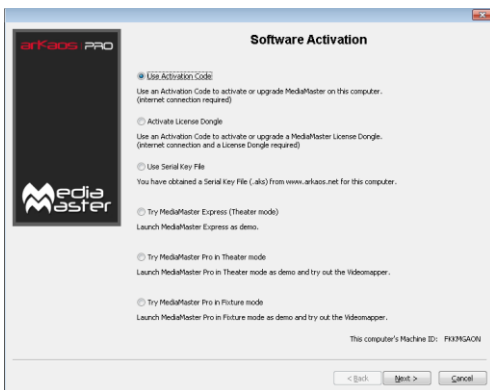 arKaos PRO
Software Activation
Use Activation Code
Use an Activation Code to activate or upgrade MediaMaster on this computer.
(internet connection required)
Activate License Dongle
Use an Activation Code to activate or upgrade a MediaMaster License Dongle.
(internet connection and a License Dongle required)
Use Serial Key File
You have obtained a Serial Key File (.aks) from www.arkaos.net for this computer.
Media
Master
Try MediaMaster Express (Theater mode)
Launch MediaMaster Express as demo.
Try MediaMaster Pro in Theater mode
Launch MediaMaster Pro in Theater mode as demo and try out the Videomapper.
Try MediaMaster Pro in Fixture mode
Launch MediaMaster Pro in Fixture mode as demo and try out the Videomapper.
This computer's Machine ID: FKKMGAON
< Back Next > Cancel